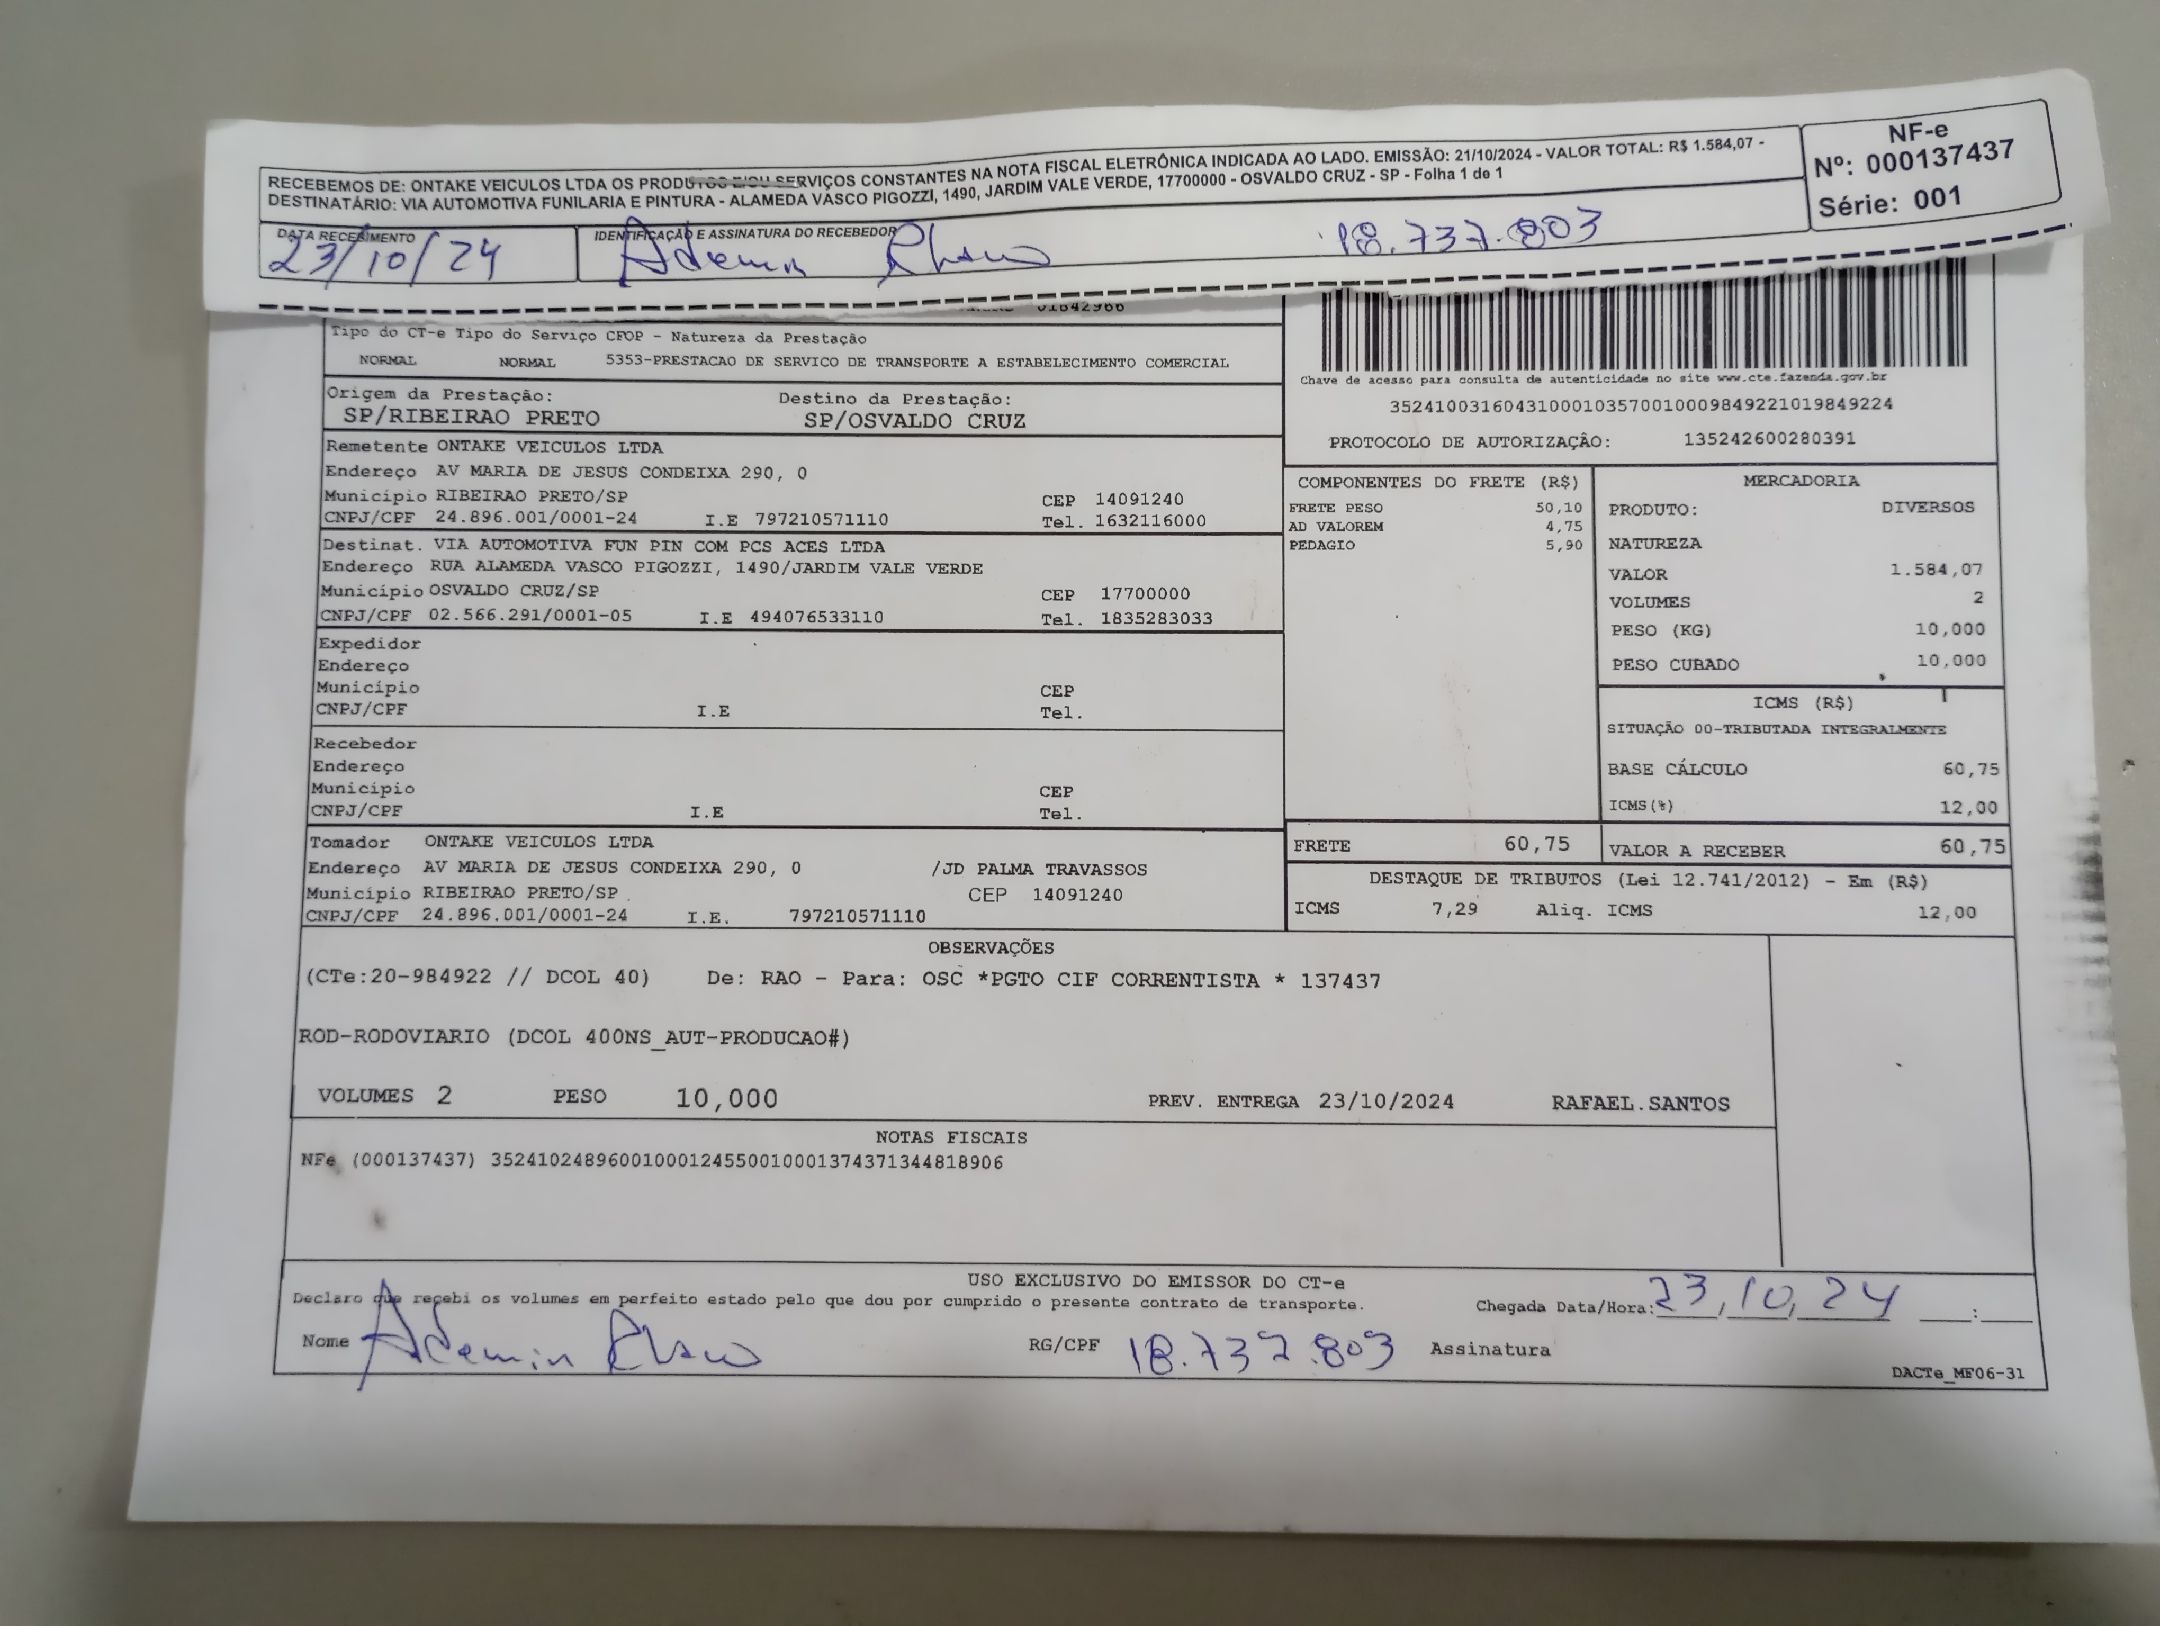 RECEBEMOS DE: ONTAKE VEICULOS LTDA OS PRODUTOS E/OU SERVIÇOS CONSTANTES NA NOTA FISCAL ELETRÔNICA INDICADA AO LADO. EMISSÃO: 21/10/2024 - VALOR TOTAL: R$ 1.584,07 -
DESTINATÁRIO: VIA AUTOMOTIVA FUNILARIA E PINTURA - ALAMEDA VASCO PIGOZZI, 1490, JARDIM VALE VERDE, 17700000 - OSVALDO CRUZ - SP - Folha 1 de 1
NF-e
Nº: 000137437
Série: 001
DATA RECEBIMENTO
23/10/24
IDENTIFICAÇÃO E ASSINATURA DO RECEBEDOR
18.737.803
01842966
Tipo do CT-e Tipo do Serviço CFOP - Natureza da Prestação
NORMAL NORMAL 5353-PRESTACAO DE SERVICO DE TRANSPORTE A ESTABELECIMENTO COMERCIAL
Chave de acesso para consulta de autenticidade no site www.cte.fazenda.gov.br
35241003160431000103570010009849221019849224
PROTOCOLO DE AUTORIZAÇÃO: 135242600280391
Origem da Prestação: Destino da Prestação:
SP/RIBEIRAO PRETO SP/OSVALDO CRUZ
Remetente ONTAKE VEICULOS LTDA
Endereço AV MARIA DE JESUS CONDEIXA 290, 0
Município RIBEIRAO PRETO/SP CEP 14091240
CNPJ/CPF 24.896.001/0001-24 I.E 797210571110 Tel. 1632116000
Destinat. VIA AUTOMOTIVA FUN PIN COM PCS ACES LTDA
Endereço RUA ALAMEDA VASCO PIGOZZI, 1490/JARDIM VALE VERDE
Município OSVALDO CRUZ/SP CEP 17700000
CNPJ/CPF 02.566.291/0001-05 I.E 494076533110 Tel. 1835283033
Expedidor
Endereço
Município CEP
CNPJ/CPF I.E Tel.
Recebedor
Endereço
Município CEP
CNPJ/CPF I.E Tel.
Tomador ONTAKE VEICULOS LTDA
Endereço AV MARIA DE JESUS CONDEIXA 290, 0 /JD PALMA TRAVASSOS
Município RIBEIRAO PRETO/SP CEP 14091240
CNPJ/CPF 24.896.001/0001-24 I.E. 797210571110
COMPONENTES DO FRETE (R$)
FRETE PESO 50,10
AD VALOREM 4,75
PEDAGIO 5,90
MERCADORIA
PRODUTO: DIVERSOS
NATUREZA
VALOR 1.584,07
VOLUMES 2
PESO (KG) 10,000
PESO CUBADO 10,000
ICMS (R$)
SITUAÇÃO 00-TRIBUTADA INTEGRALMENTE
BASE CÁLCULO 60,75
ICMS(%) 12,00
FRETE 60,75 VALOR A RECEBER 60,75
DESTAQUE DE TRIBUTOS (Lei 12.741/2012) - Em (R$)
ICMS 7,29 Aliq. ICMS 12,00
OBSERVAÇÕES
(CTe:20-984922 // DCOL 40) De: RAO - Para: OSC *PGTO CIF CORRENTISTA * 137437
ROD-RODOVIARIO (DCOL 400NS_AUT-PRODUCAO#)
VOLUMES 2 PESO 10,000 PREV. ENTREGA 23/10/2024 RAFAEL.SANTOS
NOTAS FISCAIS
NFe (000137437) 35241024896001000124550010001374371344818906
USO EXCLUSIVO DO EMISSOR DO CT-e
Declaro que recebi os volumes em perfeito estado pelo que dou por cumprido o presente contrato de transporte. Chegada Data/Hora: 23,10,24 :
Nome RG/CPF 18.737.803 Assinatura
DACTe_MF06-31